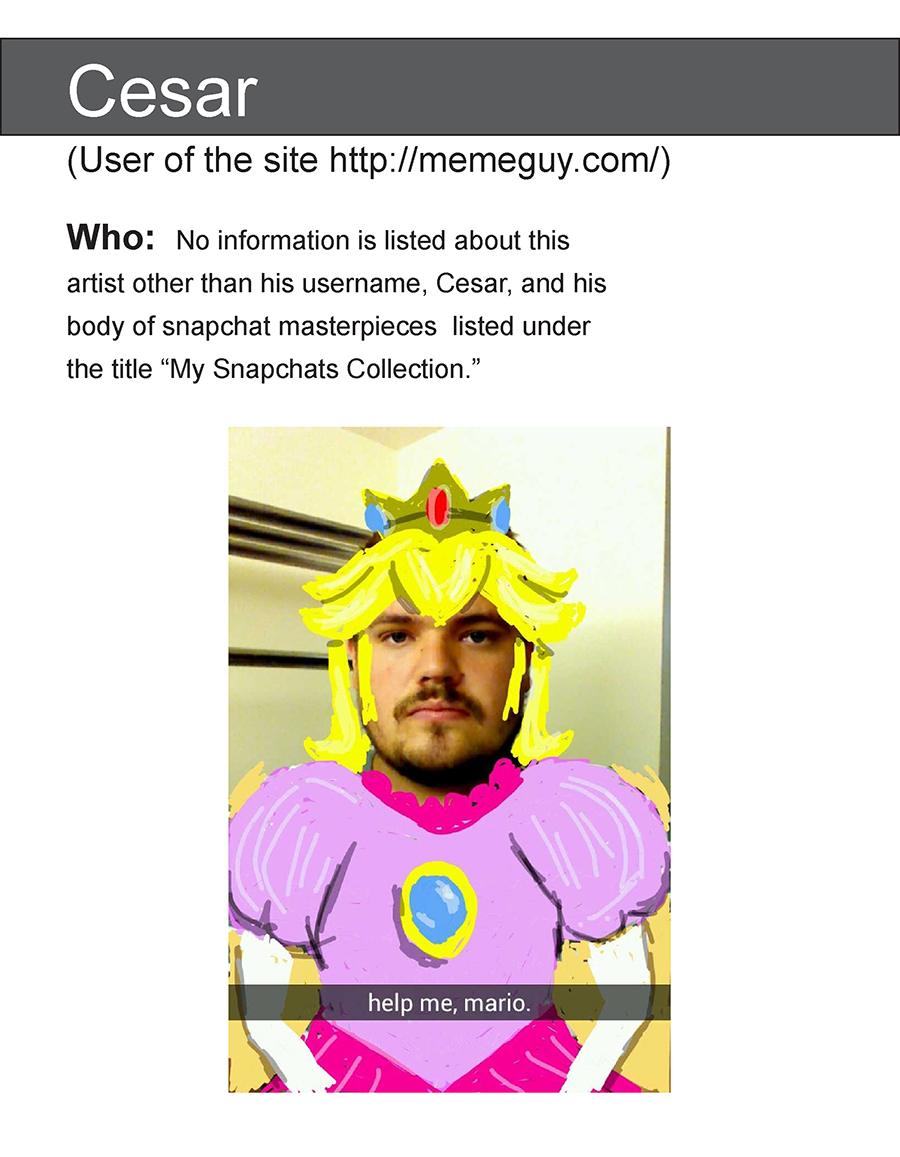 Cesar
(User of the site http://memeguy.com/)
Who: No information is listed about this
artist other than his username, Cesar, and his
body of snapchat masterpieces listed under
the title “My Snapchats Collection.”
help me, mario.